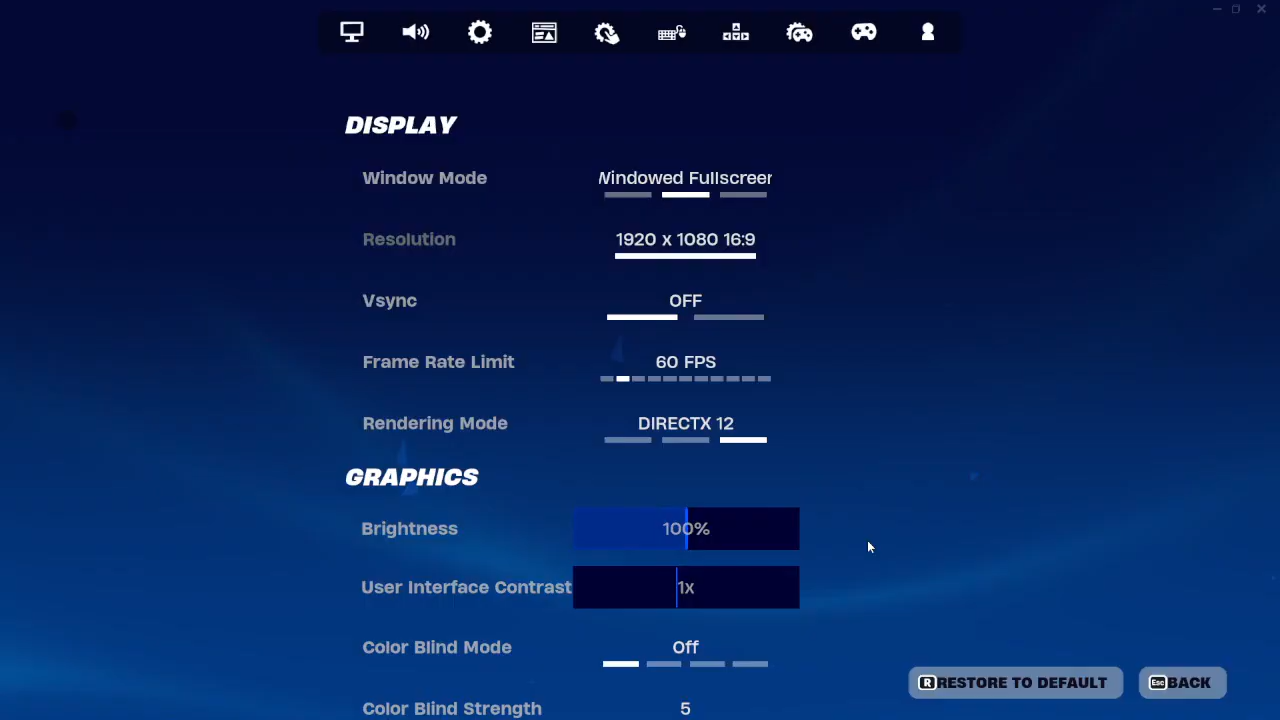 DISPLAY
Window Mode
Windowed Fullscreen
Resolution
1920 x 1080 16:9
Vsync
OFF
Frame Rate Limit
60 FPS
Rendering Mode
DIRECTX 12
GRAPHICS
Brightness
100%
User Interface Contrast
1x
Color Blind Mode
Off
Color Blind Strength
5
R RESTORE TO DEFAULT
Esc BACK